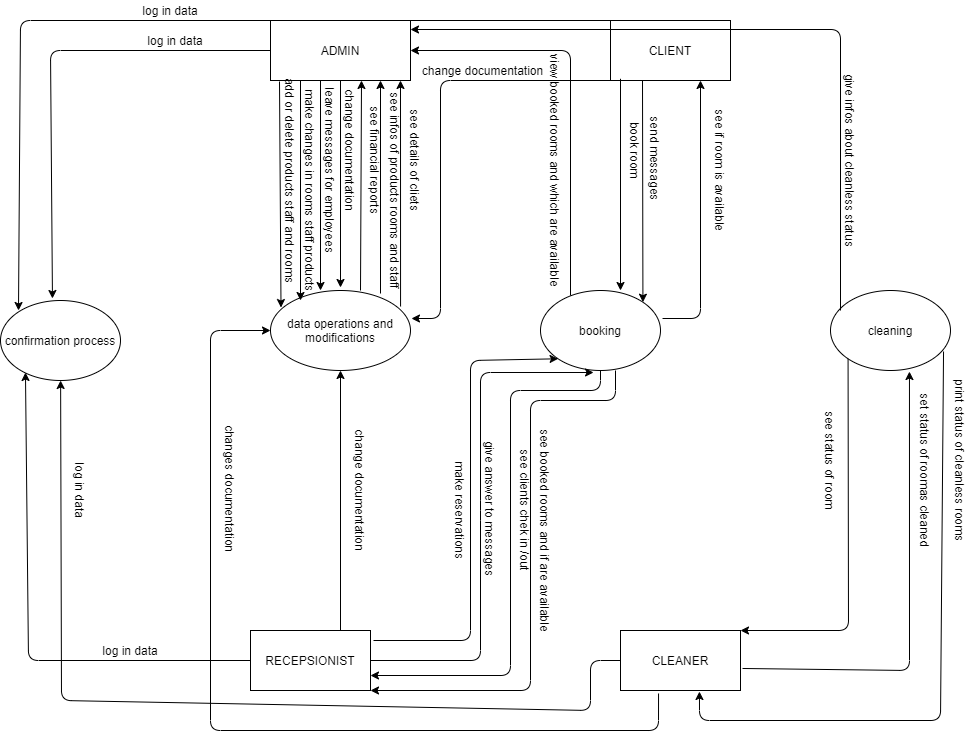 log in data
log in data
ADMIN
CLIENT
change documentation
add or delete products staff and rooms
make changes in rooms staff products
leave messages for employees
change documentation
see financial reports
see infos of products rooms and staff
see details of cliets
view booked rooms and which are available
book room
send messages
see if room is available
give infos about cleanless status
confirmation process
data operations and
modifications
booking
cleaning
log in data
changes documentation
change documentation
make reservations
give answer to messages
see clients chek in /out
see booked rooms and if are available
see status of room
set status of roomas cleaned
print status of cleanless rooms
log in data
RECEPSIONIST
CLEANER